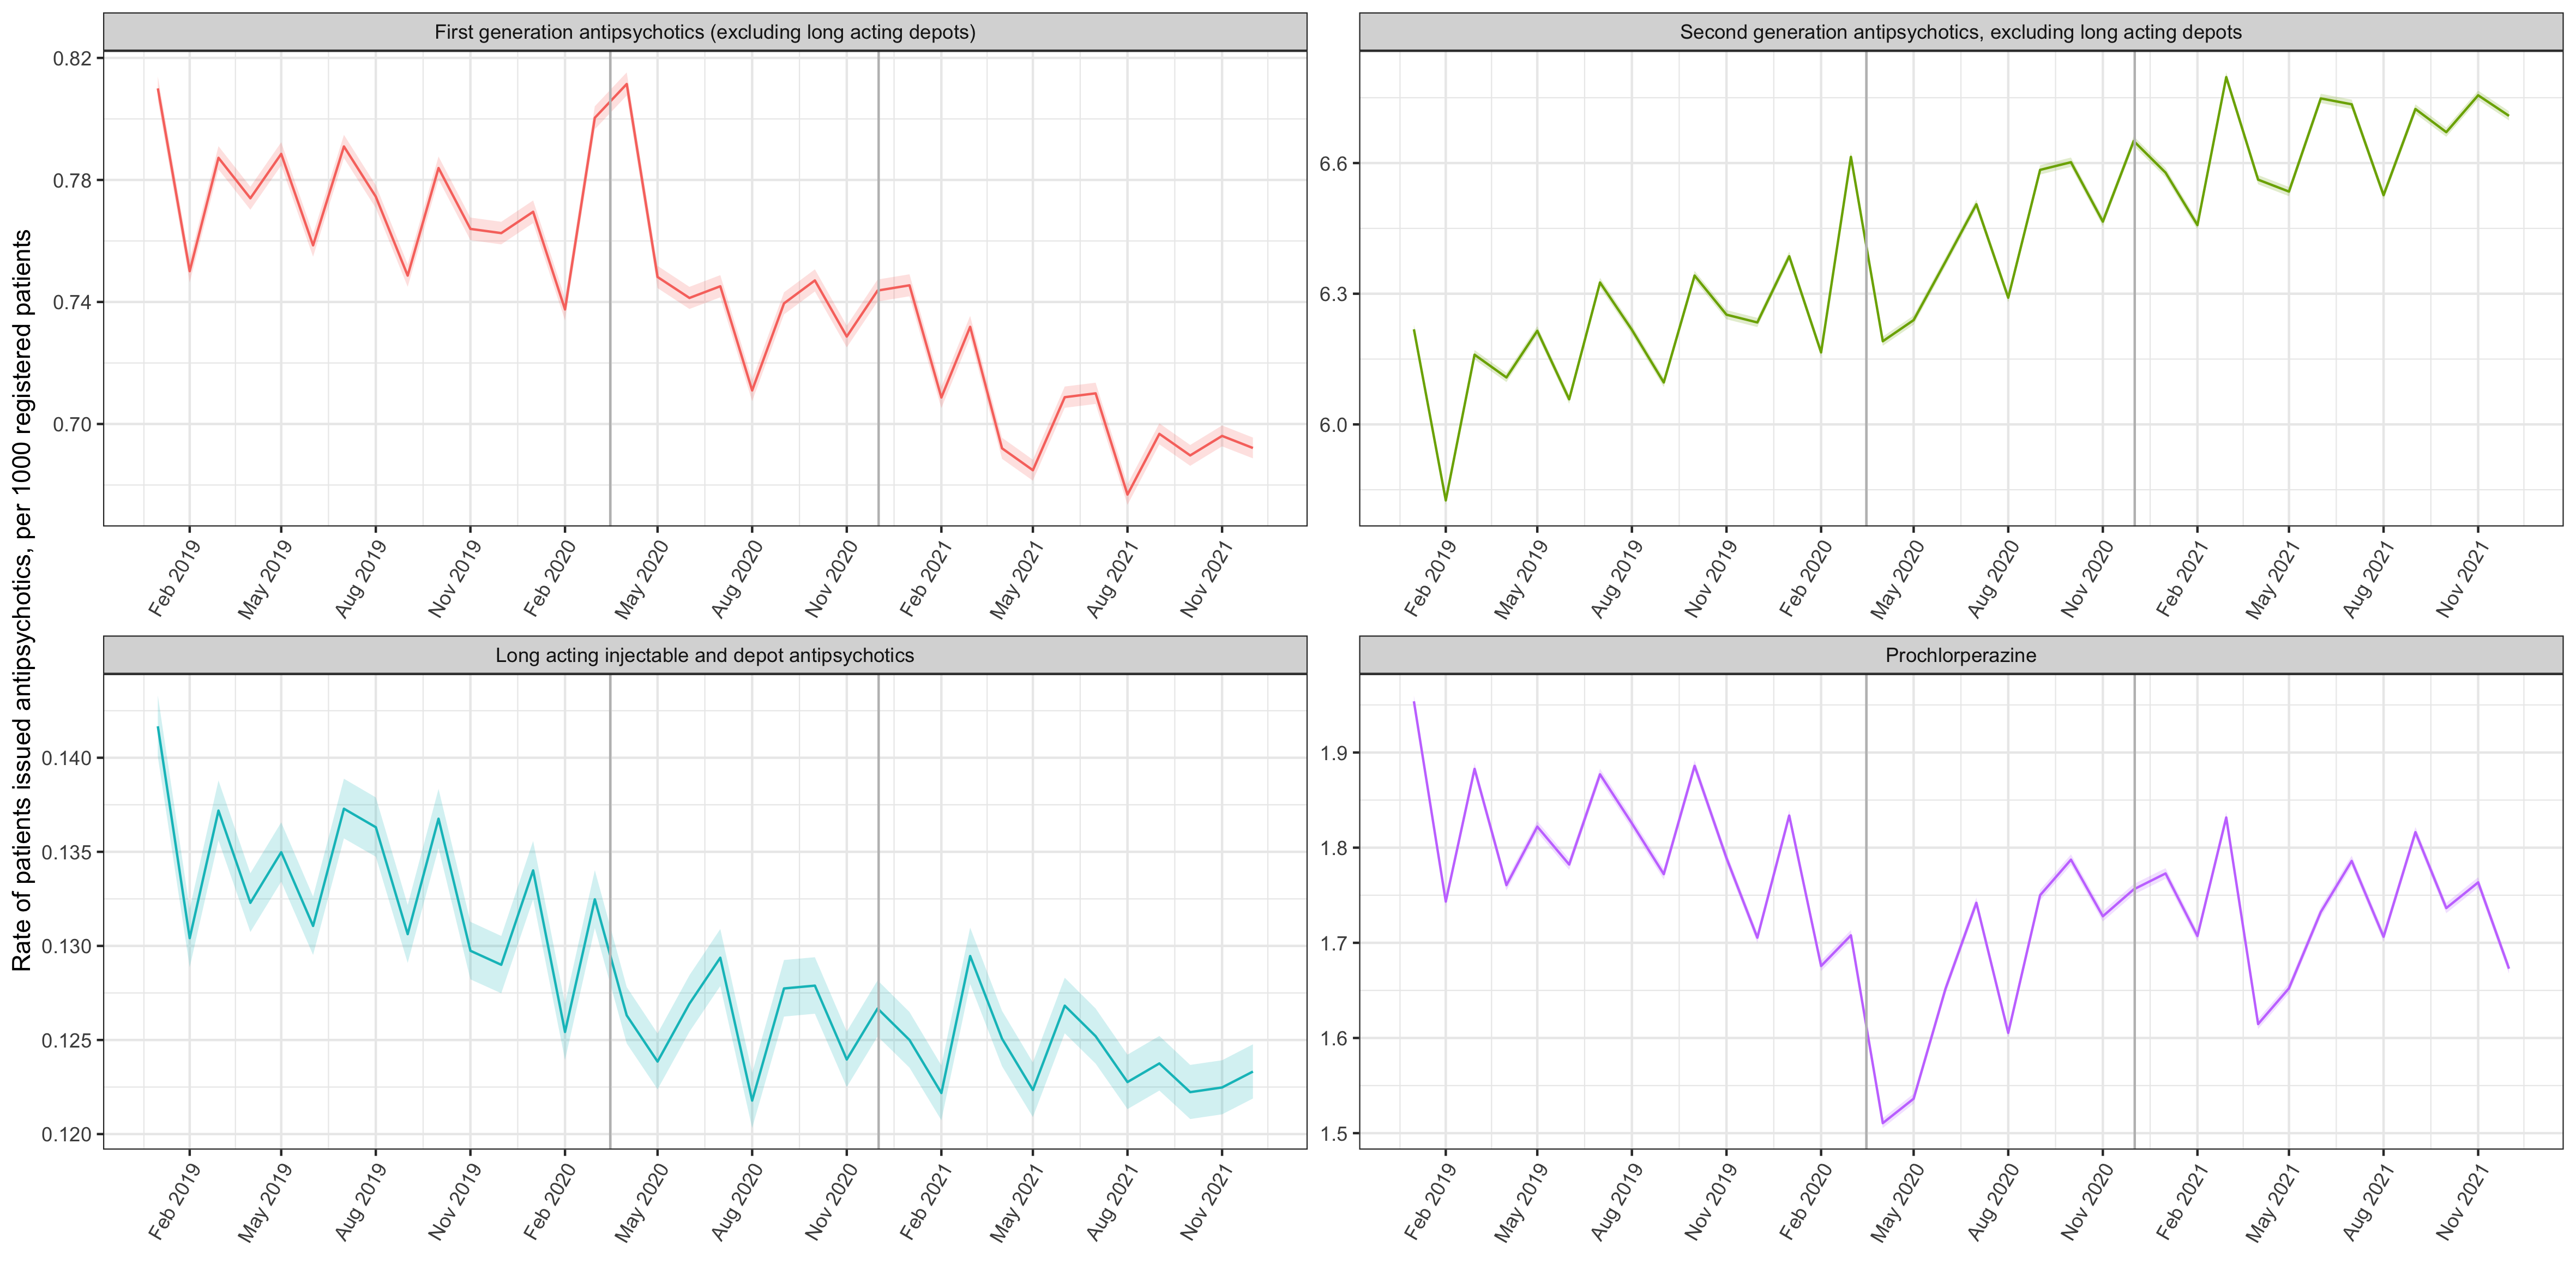 Rate of patients issued antipsychotics, per 1000 registered patients
First generation antipsychotics (excluding long acting depots)
0.82
0.78
0.74
0.70
Feb 2019
May 2019
Aug 2019
Nov 2019
Feb 2020
May 2020
Aug 2020
Nov 2020
Feb 2021
May 2021
Aug 2021
Nov 2021
Second generation antipsychotics, excluding long acting depots
6.6
6.3
6.0
Feb 2019
May 2019
Aug 2019
Nov 2019
Feb 2020
May 2020
Aug 2020
Nov 2020
Feb 2021
May 2021
Aug 2021
Nov 2021
Long acting injectable and depot antipsychotics
0.140
0.135
0.130
0.125
0.120
Feb 2019
May 2019
Aug 2019
Nov 2019
Feb 2020
May 2020
Aug 2020
Nov 2020
Feb 2021
May 2021
Aug 2021
Nov 2021
Prochlorperazine
1.9
1.8
1.7
1.6
1.5
Feb 2019
May 2019
Aug 2019
Nov 2019
Feb 2020
May 2020
Aug 2020
Nov 2020
Feb 2021
May 2021
Aug 2021
Nov 2021